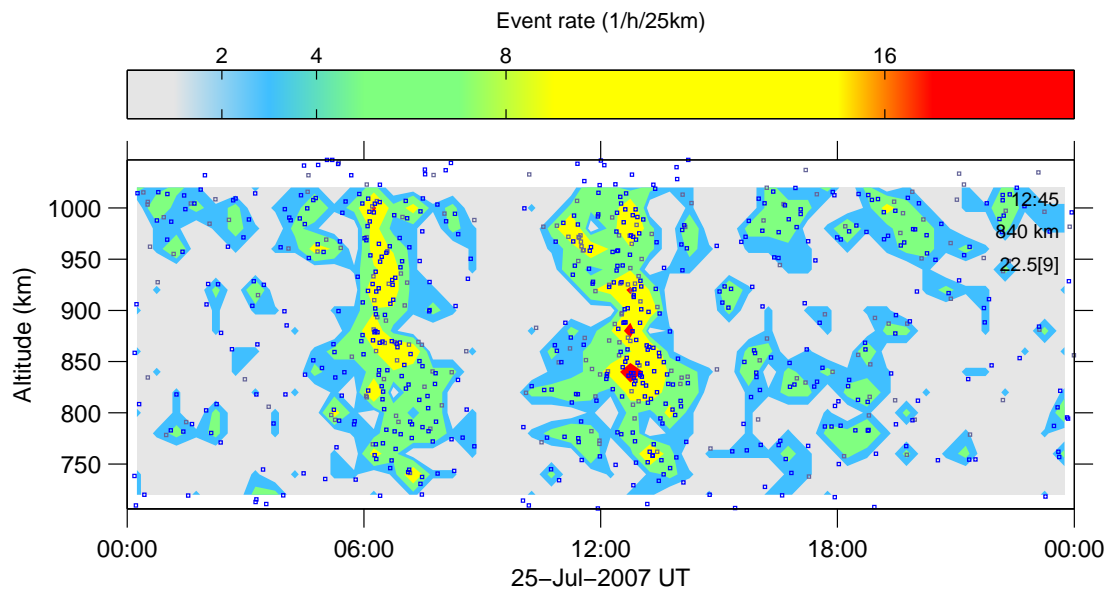 Event rate (1/h/25km)
2 4 8 16
1000
950
900
850
800
750
Altitude (km)
12:45
840 km
22.5[9]
00:00 06:00 12:00 18:00 00:00
25−Jul−2007 UT